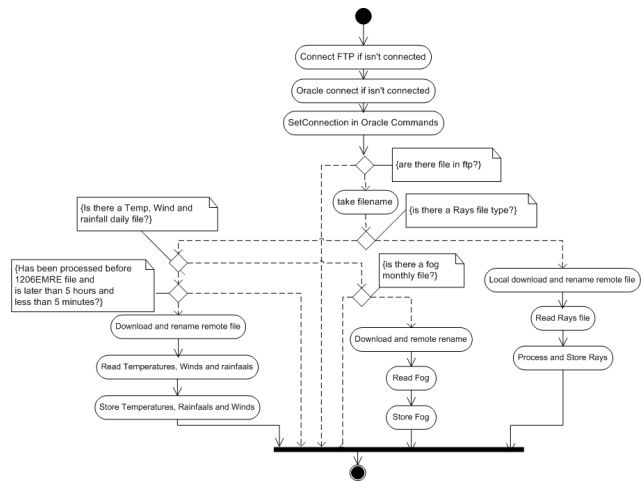 Connect FTP if isn't connected
Oracle connect if isn't connected
SetConnection in Oracle Commands
{are there file in ftp?}
take filename
{Is there a Temp, Wind and
rainfall daily file?}
{is there a Rays file type?}
{Has been processed before
1206EMRE file and
is later than 5 hours and
less than 5 minutes?}
{is there a fog
monthly file?}
Local download and rename remote file
Download and rename remote file
Download and remote rename
Read Rays file
Read Temperatures, Winds and rainfaals
Read Fog
Process and Store Rays
Store Temperatures, Rainfaals and Winds
Store Fog